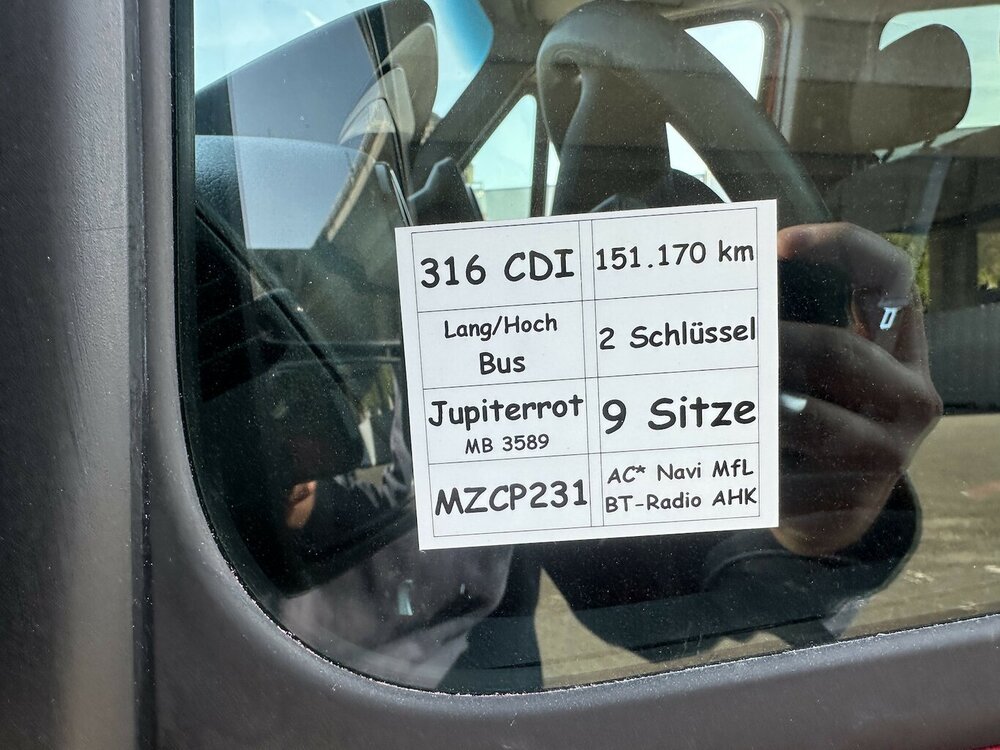 316 CDI
151.170 km
Lang/Hoch
Bus
2 Schlüssel
Jupiterrot
MB 3589
9 Sitze
MZCP231
AC* Navi MfL
BT-Radio AHK